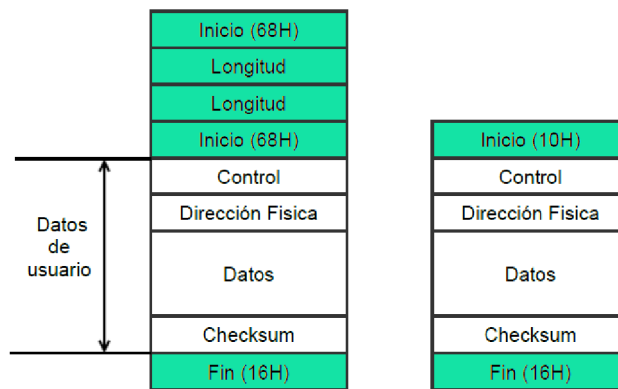 Inicio (68H)
Longitud
Longitud
Inicio (68H)
Control
Dirección Fisica
Datos
Checksum
Fin (16H)
Datos
de
usuario
Inicio (10H)
Control
Dirección Fisica
Datos
Checksum
Fin (16H)